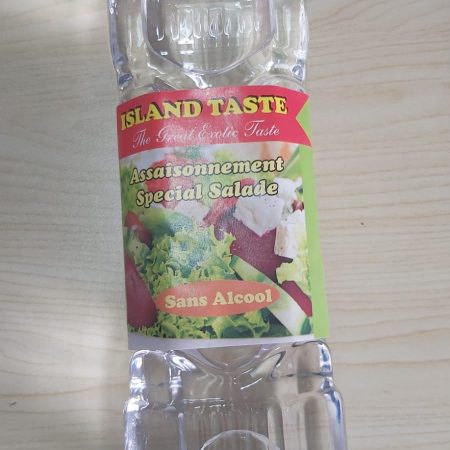 ISLAND TASTE
The Great Exotic Taste
Assaisonnement
Special Salade
Sans Alcool